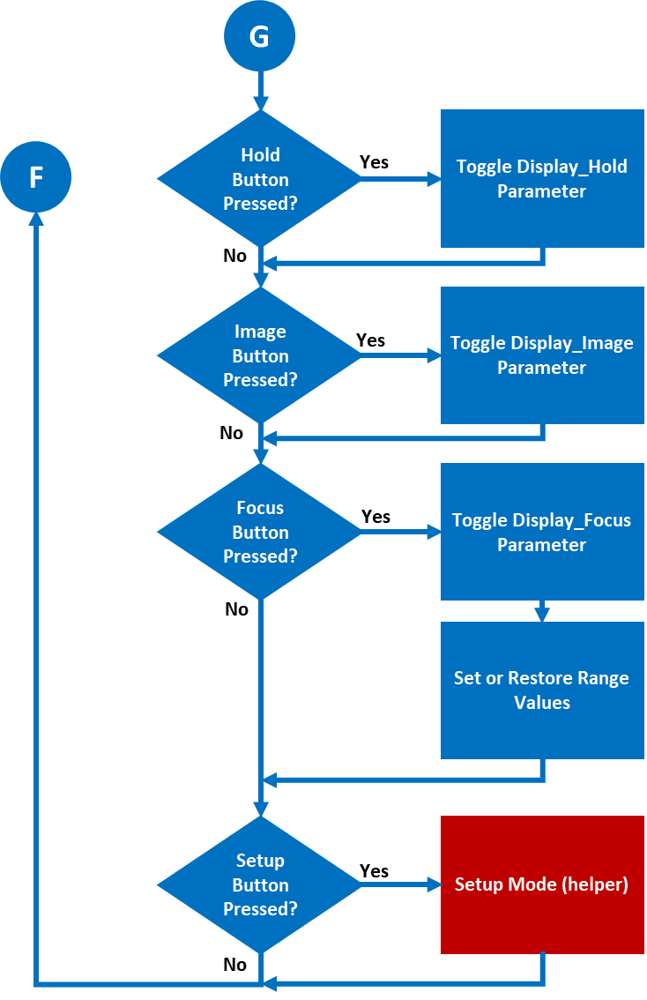 G
Hold
Button
Pressed?
Yes
Toggle Display_Hold
Parameter
F
No
Image
Button
Pressed?
Yes
Toggle Display_Image
Parameter
No
Focus
Button
Pressed?
Yes
Toggle Display_Focus
Parameter
No
Set or Restore Range
Values
Setup
Button
Pressed?
Yes
Setup Mode (helper)
No